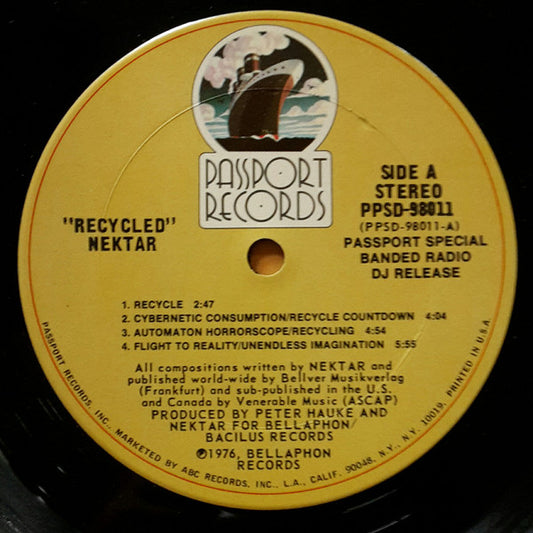 PASSPORT
RECORDS
"RECYCLED"
NEKTAR
SIDE A
STEREO
PPSD-98011
(PPSD-98011-A)
PASSPORT SPECIAL
BANDED RADIO
DJ RELEASE
1. RECYCLE 2:47
2. CYBERNETIC CONSUMPTION/RECYCLE COUNTDOWN 4:04
3. AUTOMATON HORRORSCOPE/RECYCLING 4:54
4. FLIGHT TO REALITY/UNENDLESS IMAGINATION 5:55
All compositions written by NEKTAR and
published world-wide by Bellver Musikverlag
(Frankfurt) and sub-published in the U.S.
and Canada by Venerable Music (ASCAP)
PRODUCED BY PETER HAUKE AND
NEKTAR FOR BELLAPHON/
BACILUS RECORDS
℗1976, BELLAPHON
RECORDS
PASSPORT RECORDS, INC., MARKETED BY ABC RECORDS, INC., L.A., CALIF. 90048, N.Y., N.Y. 10019. PRINTED IN U.S.A.